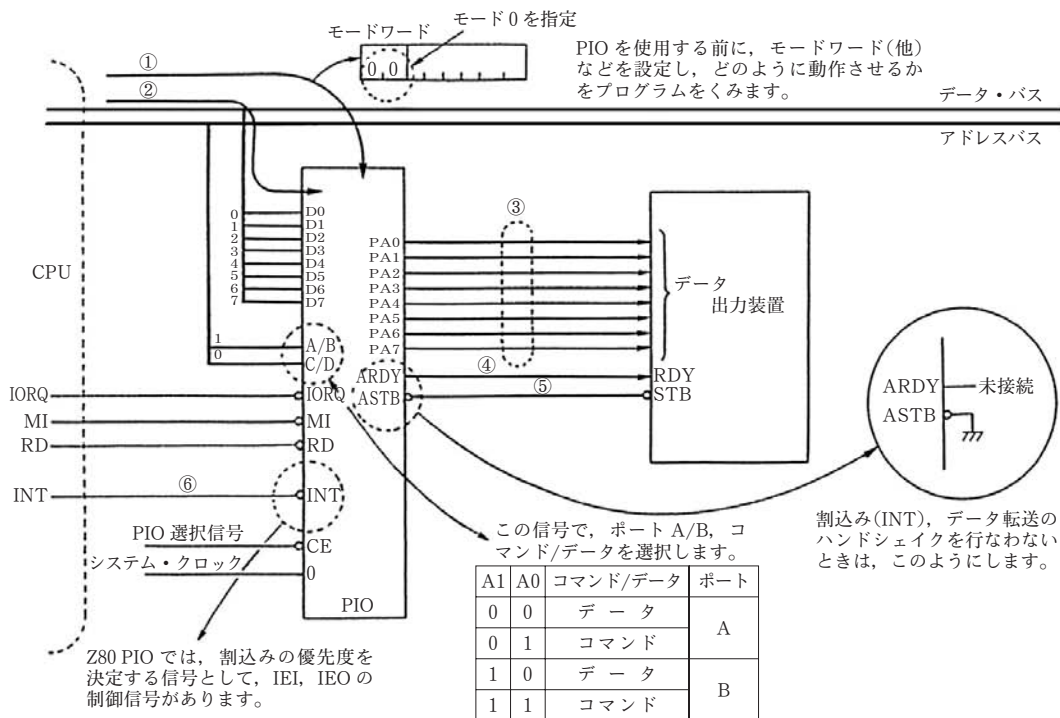 モードワード
モード0を指定
①
0 0
PIO を使用する前に，モードワード(他)
などを設定し，どのように動作させるか
をプログラムをくみます。
②
データ・バス
アドレスバス
CPU
0
1
2
3
4
5
6
7
D0
D1
D2
D3
D4
D5
D6
D7
1
0
A/B
C/D
IORQ
IORQ
MI
MI
RD
RD
INT
⑥
INT
PIO 選択信号
CE
システム・クロック
0
PIO
PA0
PA1
PA2
PA3
PA4
PA5
PA6
PA7
ARDY
ASTB
③
④
⑤
データ
出力装置
RDY
STB
ARDY
未接続
ASTB
割込み(INT)，データ転送の
ハンドシェイクを行なわない
ときは，このようにします。
この信号で，ポート A/B，コ
マンド/データを選択します。
A1 A0 コマンド/データ ポート
0 0 データ A
0 1 コマンド
1 0 データ B
1 1 コマンド
Z80 PIO では，割込みの優先度を
決定する信号として，IEI，IEO の
制御信号があります。